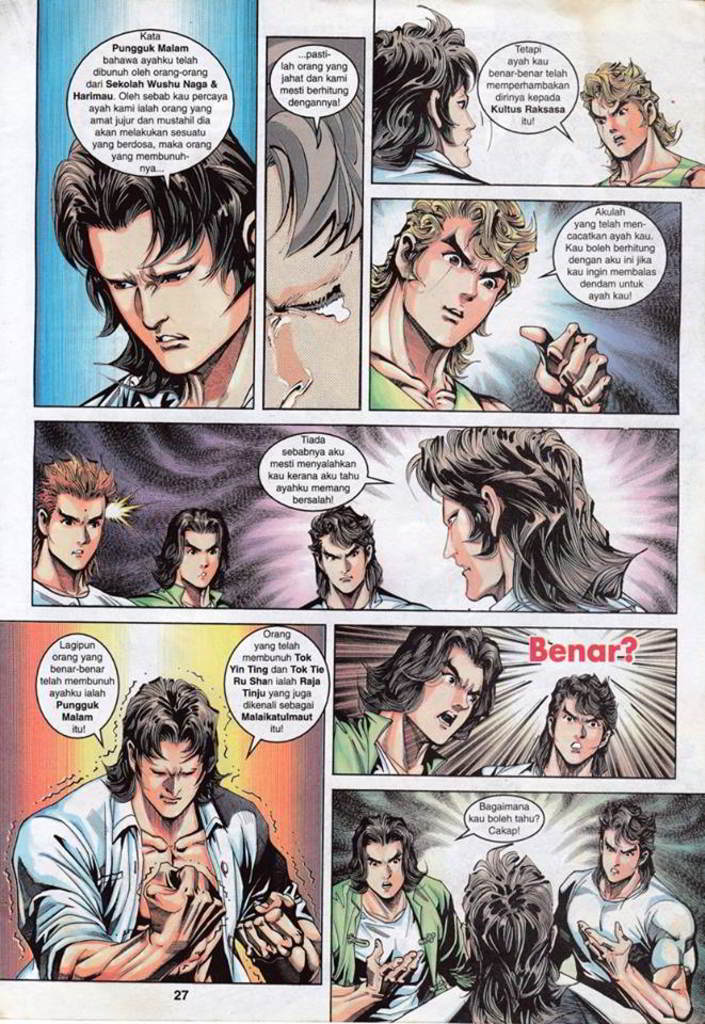 Kata
Pungguk Malam
bahawa ayahku telah
dibunuh oleh orang-orang
dari Sekolah Wushu Naga &
Harimau. Oleh sebab kau percaya
ayah kami ialah orang yang
amat jujur dan mustahil dia
akan melakukan sesuatu
yang berdosa, maka orang
yang membunuh-
nya...
...pasti-
lah orang yang
jahat dan kami
mesti berhitung
dengannya!
Tetapi
ayah kau
benar-benar telah
memperhambakan
dirinya kepada
Kultus Raksasa
itu!
Akulah
yang telah men-
cacatkan ayah kau.
Kau boleh berhitung
dengan aku ini jika
kau ingin membalas
dendam untuk
ayah kau!
Tiada
sebabnya aku
mesti menyalahkan
kau kerana aku tahu
ayahku memang
bersalah!
Lagipun
orang yang
benar-benar
telah membunuh
ayahku ialah
Pungguk
Malam
itu!
Orang
yang telah
membunuh Tok
Yin Ting dan Tok Tie
Ru Shan ialah Raja
Tinju yang juga
dikenali sebagai
Malaikatulmaut
itu!
Benar?
Bagaimana
kau boleh tahu?
Cakap!
27